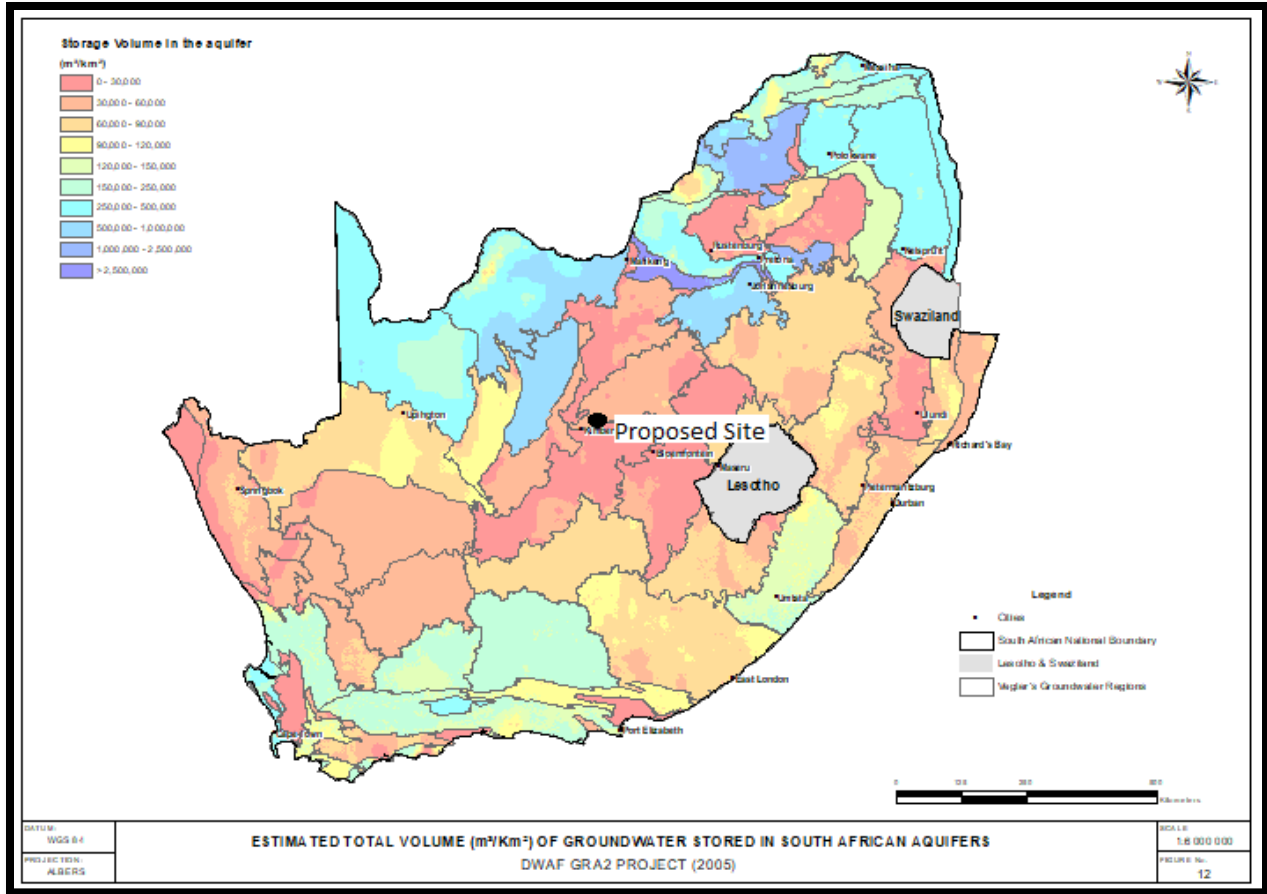 Storage Volume in the aquifer
(m³/km²)
0 - 30,000
30,000 - 60,000
60,000 - 90,000
90,000 - 120,000
120,000 - 150,000
150,000 - 250,000
250,000 - 500,000
500,000 - 1,000,000
1,000,000 - 2,500,000
> 2,500,000
N
W
E
S
Polokwane
Nelspruit
Rustenburg
Mafikeng
Pretoria
Johannesburg
Swaziland
Upington
Ulundi
Proposed Site
Richard's Bay
Bloemfontein
Maseru
Lesotho
Springbok
Pietermaritzburg
Durban
Umtata
East London
Cape Town
Port Elizabeth
Legend
Cities
South African National Boundary
Lesotho & Swaziland
Vegter's Groundwater Regions
0
Kilometers
DATUM:
WGS 84
PROJECTION:
ALBERS
ESTIMATED TOTAL VOLUME (m³/Km²) OF GROUNDWATER STORED IN SOUTH AFRICAN AQUIFERS
DWAF GRA2 PROJECT (2005)
SCALE
1:6 000 000
FIGURE No.
12